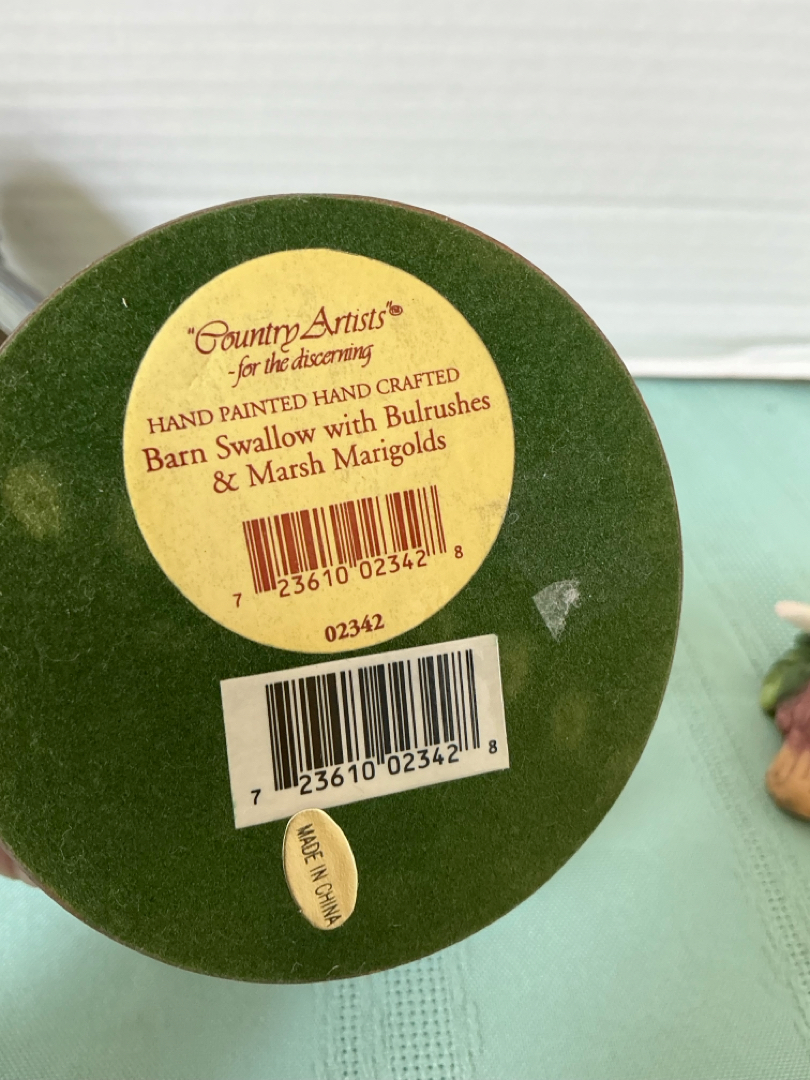 "Country Artists"®
-for the discerning
HAND PAINTED HAND CRAFTED
Barn Swallow with Bulrushes
& Marsh Marigolds
7 23610 02342 8
02342
7 23610 02342 8
MADE IN CHINA